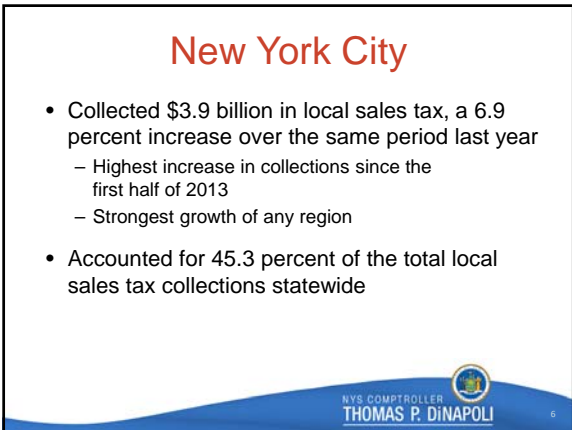 New York City
• Collected $3.9 billion in local sales tax, a 6.9
percent increase over the same period last year
– Highest increase in collections since the
first half of 2013
– Strongest growth of any region
• Accounted for 45.3 percent of the total local
sales tax collections statewide
NYS COMPTROLLER
THOMAS P. DiNAPOLI
6